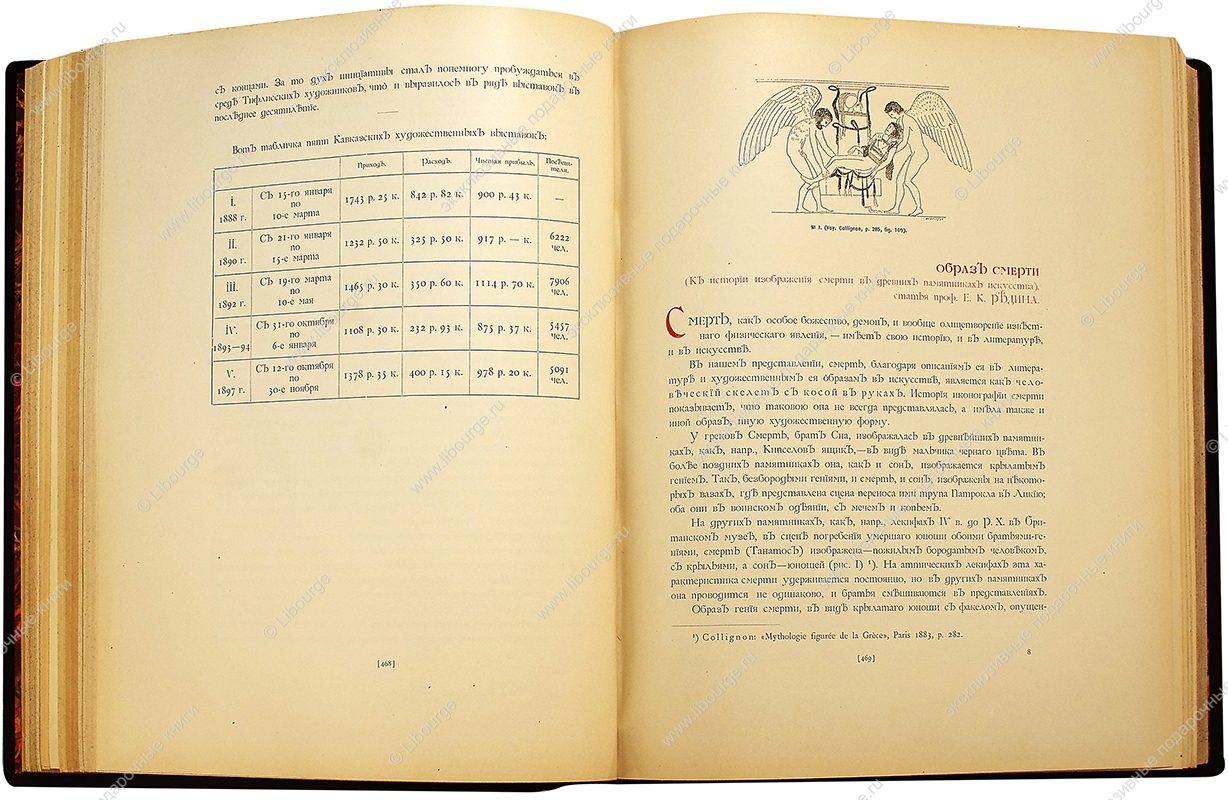 съ концами. За то духъ инициативы сталъ понемногу пробуждаться въ
средѣ Тифлисскихъ художниковъ, что́ и выразилось въ рядѣ выставокъ въ
послѣднее десятилѣтіе.
Вотъ табличка пяти Кавказскихъ художественныхъ выставокъ:
Приходъ. Расходъ. Чистая прибыль. Посѣти-
тели.
I. Съ 15-го января 1743 р. 25 к. 842 р. 82 к. 900 р. 43 к. —
по
1888 г. 10-е марта
II. Съ 21-го января 1232 р. 50 к. 325 р. 50 к. 917 р. — к. 6222
по чел.
1890 г. 15-е марта
III. Съ 19-го марта 1465 р. 30 к. 350 р. 60 к. 1114 р. 70 к. 7906
по чел.
1892 г. 10-е мая
IV. Съ 31-го октября 1108 р. 30 к. 232 р. 93 к. 875 р. 37 к. 5457
по чел.
1893—94 6-е января
V. Съ 12-го октября 1378 р. 35 к. 400 р. 15 к. 978 р. 20 к. 5091
по чел.
1897 г. 30-е ноября
[468]
№ 1. (Voy. Collignon, p. 285, fig. 109).
ОБРАЗЪ СМЕРТИ
(Къ исторіи изображенія смерти въ древнихъ памятникахъ искусства).
статья проф. Е. К. РѢДИНА.
Смерть, какъ особое божество, демонъ, и вообще олицетвореніе извѣст-
наго физическаго явленія, — имѣетъ свою исторію, и въ литературѣ,
и въ искусствѣ.
Въ нашемъ представленіи, смерть, благодаря описаніямъ ея въ литера-
турѣ и художественнымъ ея образамъ въ искусствѣ, является какъ чело-
вѣческій скелетъ съ косой въ рукахъ. Исторія иконографіи смерти
показываетъ, что таковою она не всегда представлялась, а имѣла также и
иной образъ, иную художественную форму.
У грековъ Смерть, братъ Сна, изображалась въ древнѣйшихъ памятни-
кахъ, какъ, напр., Кипселовъ ящикъ,—въ видѣ мальчика чернаго цвѣта. Въ
болѣе позднихъ памятникахъ она, какъ и сонъ, изображается крылатымъ
геніемъ. Такъ, безбородыми геніями, и смерть, и сонъ, изображены на нѣкото-
рыхъ вазахъ, гдѣ представлена сцена переноса ими трупа Патрокла въ Ликію;
оба они въ воинскомъ одѣяніи, съ мечемъ и копьемъ.
На другихъ памятникахъ, какъ, напр., лекифахъ IV в. до Р. Х. въ Бри-
танскомъ музеѣ, въ сценѣ погребенія умершаго юноши обоими братьями-ге-
ніями, смерть (Танатосъ) изображена—пожилымъ бородатымъ человѣкомъ,
съ крыльями, а сонъ—юношей (рис. 1) ¹). На аттическихъ лекифахъ эта ха-
рактеристика смерти удерживается постоянно, но въ другихъ памятникахъ
она проводится не одинаково, и братья смѣшиваются въ представленіяхъ.
Образъ генія смерти, въ видѣ крылатаго юноши съ факеломъ, опущен-
¹) Collignon: «Mythologie figurée de la Grèce», Paris 1883, p. 282.
[469]
8
© Libourge
www.libourge.ru
эксклюзивные подарочные книги